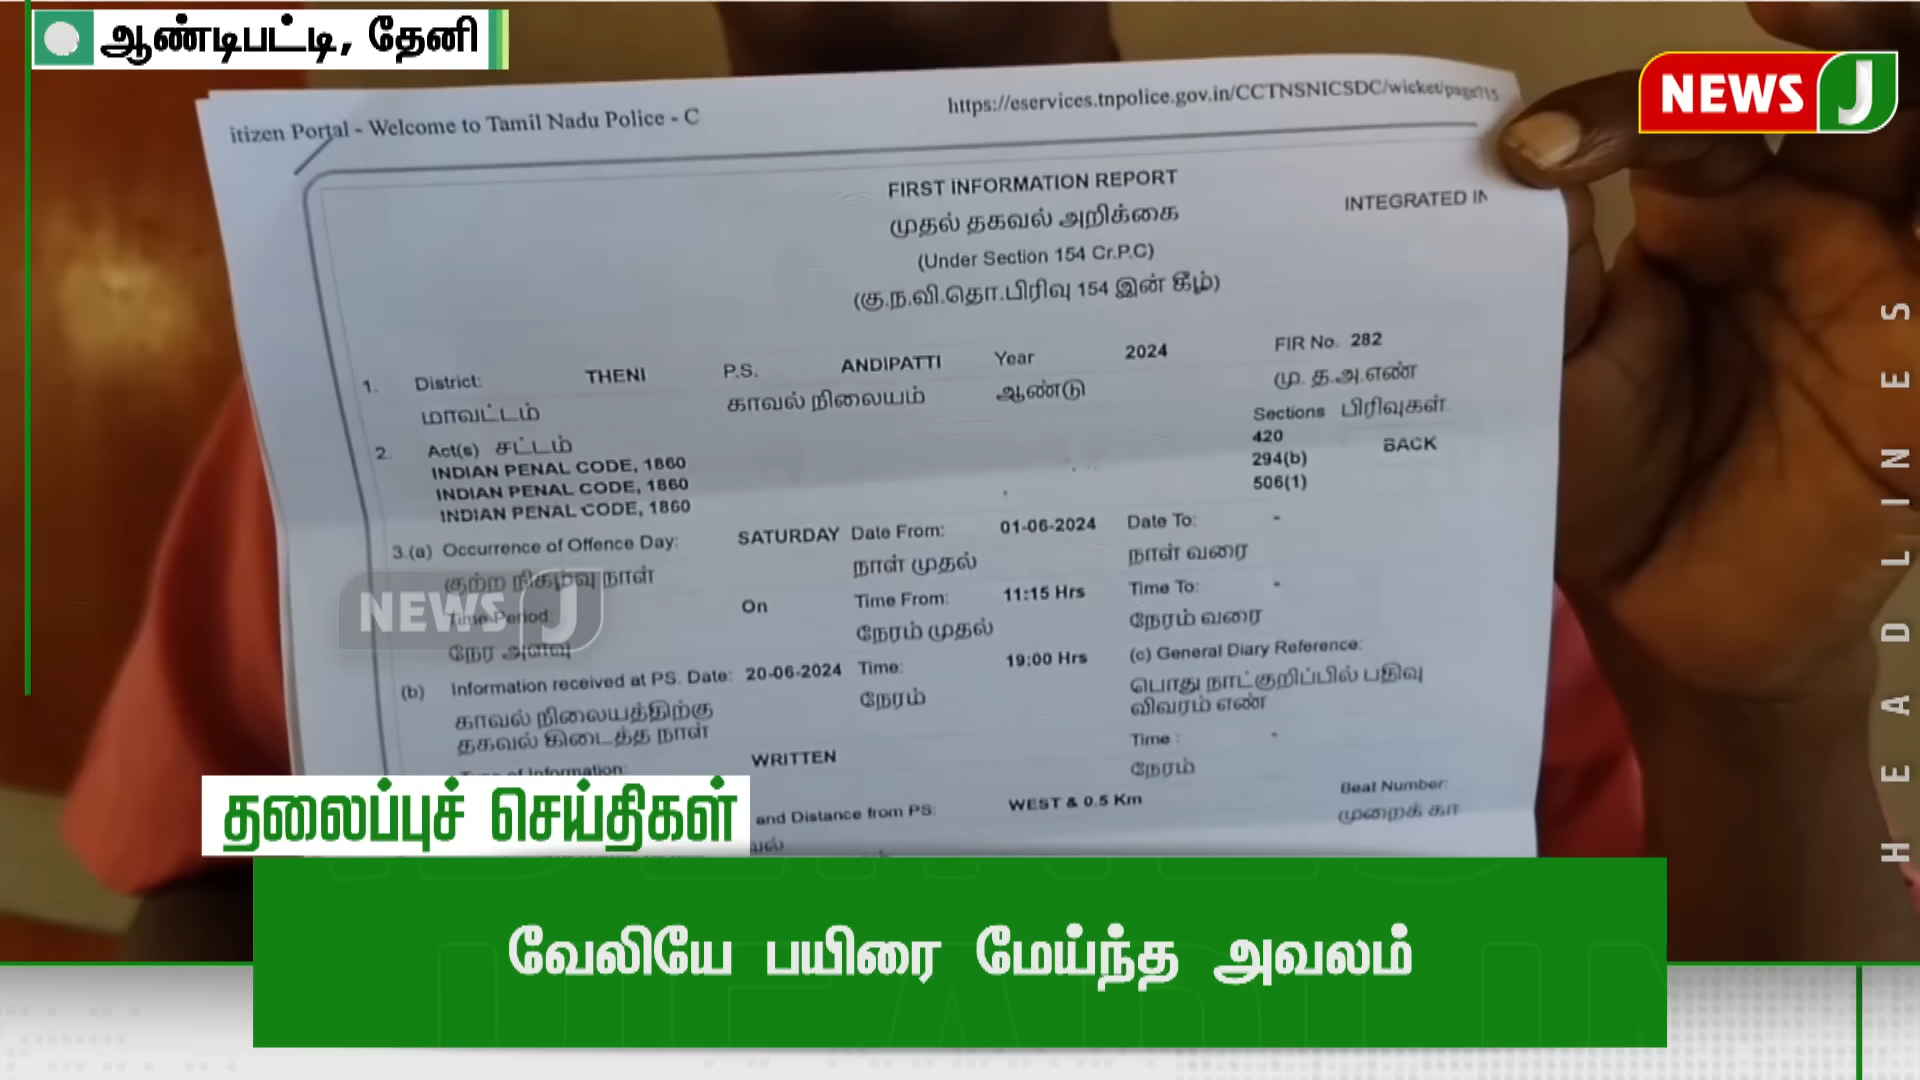 ஆண்டிபட்டி, தேனி
NEWS J
itizen Portal - Welcome to Tamil Nadu Police - C
https://eservices.tnpolice.gov.in/CCTNSNICSDC/wicket/page?15
FIRST INFORMATION REPORT
முதல் தகவல் அறிக்கை
INTEGRATED IN
(Under Section 154 Cr.P.C)
(கு.ந.வி.தொ.பிரிவு 154 இன் கீழ்)
1. District: THENI P.S. ANDIPATTI Year 2024 FIR No. 282
மாவட்டம் காவல் நிலையம் ஆண்டு மு. த.அ.எண்
2. Act(s) சட்டம் Sections பிரிவுகள்
INDIAN PENAL CODE, 1860 420 BACK
INDIAN PENAL CODE, 1860 294(b)
INDIAN PENAL CODE, 1860 506(1)
3.(a) Occurrence of Offence Day: SATURDAY Date From: 01-06-2024 Date To: -
குற்ற நிகழ்வு நாள் நாள் முதல் நாள் வரை
Time Period: On Time From: 11:15 Hrs Time To: -
நேர அளவு நேரம் முதல் நேரம் வரை
NEWS J
(b) Information received at PS. Date: 20-06-2024 Time: 19:00 Hrs (c) General Diary Reference:
காவல் நிலையத்திற்கு நேரம் பொது நாட்குறிப்பில் பதிவு
தகவல் கிடைத்த நாள் விவரம் எண்
Time : -
of Information: WRITTEN நேரம்
and Distance from PS: WEST & 0.5 Km Beat Number:
முறைக் கா
தலைப்புச் செய்திகள்
வேலியே பயிரை மேய்ந்த அவலம்
HEADLINES